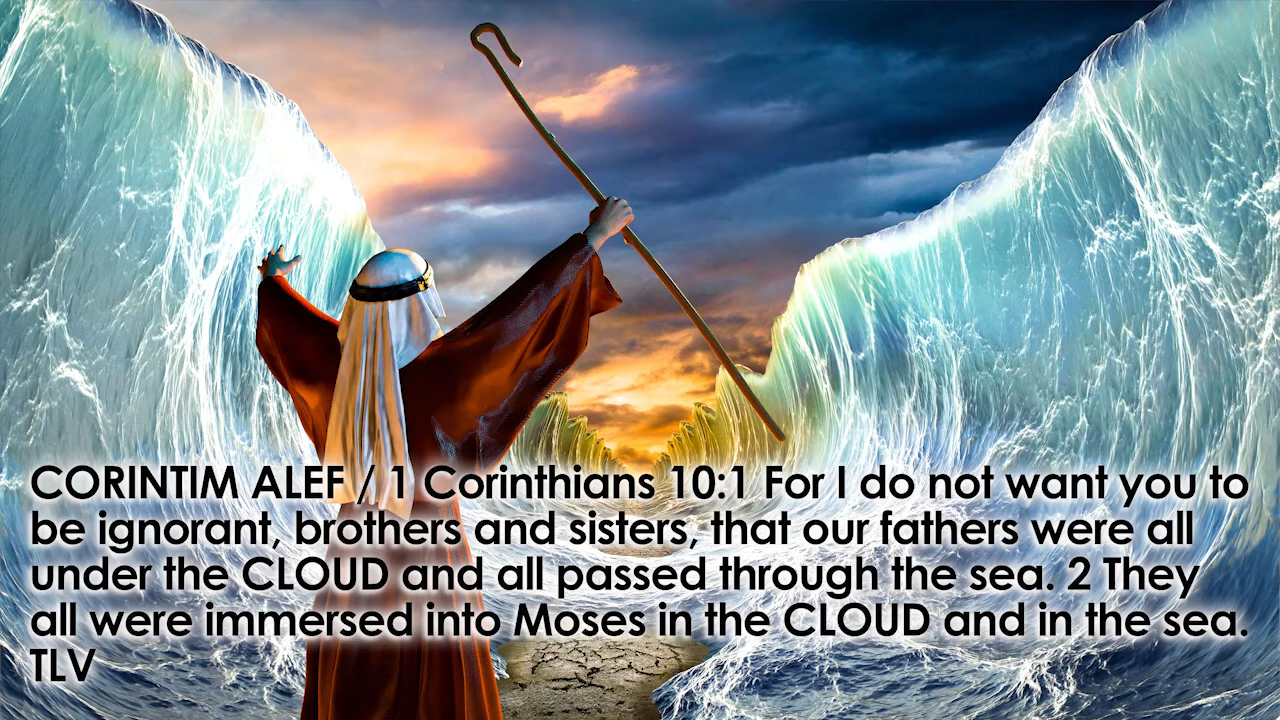 CORINTIM ALEF / 1 Corinthians 10:1 For I do not want you to
be ignorant, brothers and sisters, that our fathers were all
under the CLOUD and all passed through the sea. 2 They
all were immersed into Moses in the CLOUD and in the sea.
TLV